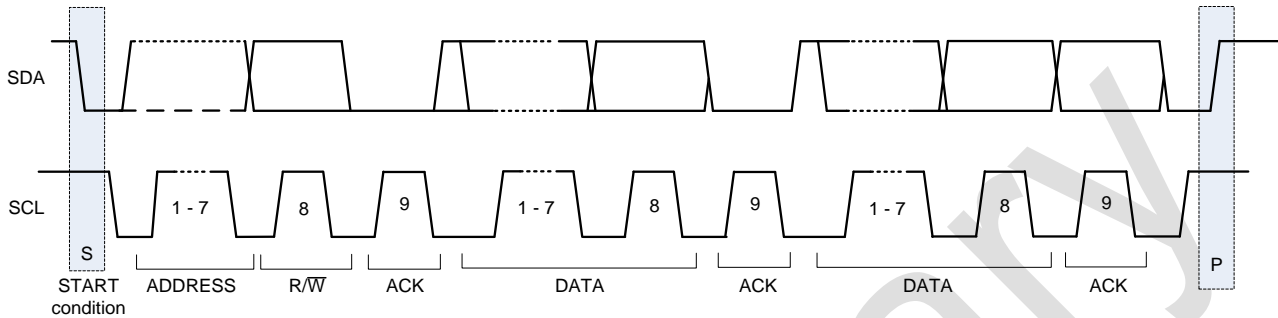 SDA
SCL
1 - 7 8 9 1 - 7 8 9 1 - 7 8 9
S P
START condition
ADDRESS R/W̅ ACK DATA ACK DATA ACK